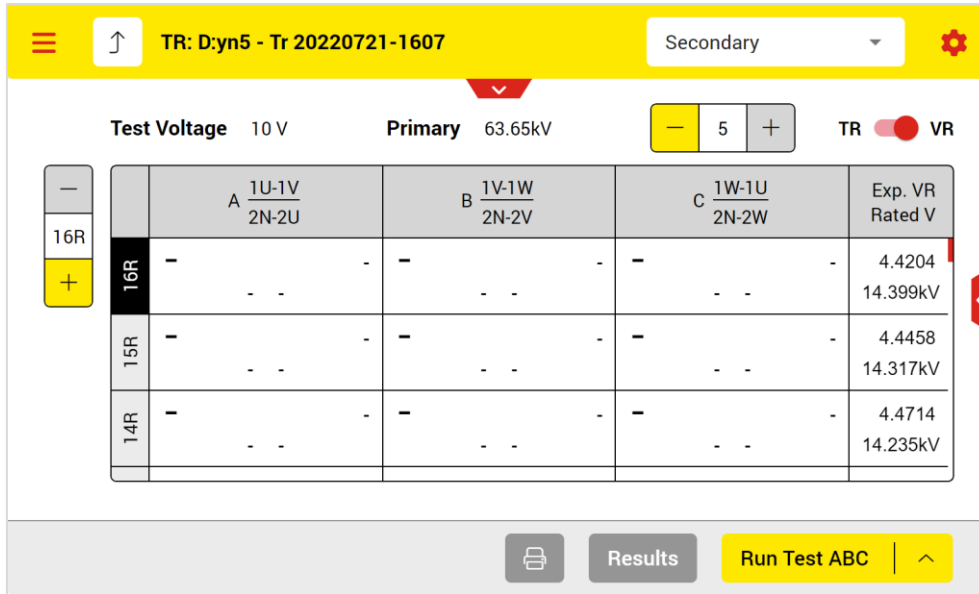 TR: D:yn5 - Tr 20220721-1607 Secondary
Test Voltage 10 V Primary 63.65kV − 5 + TR VR
−
16R
+
A 1U-1V B 1V-1W C 1W-1U Exp. VR
2N-2U 2N-2V 2N-2W Rated V
16R - - - - - - 4.4204
- - - - - - 14.399kV
15R - - - - - - 4.4458
- - - - - - 14.317kV
14R - - - - - - 4.4714
- - - - - - 14.235kV
Results Run Test ABC